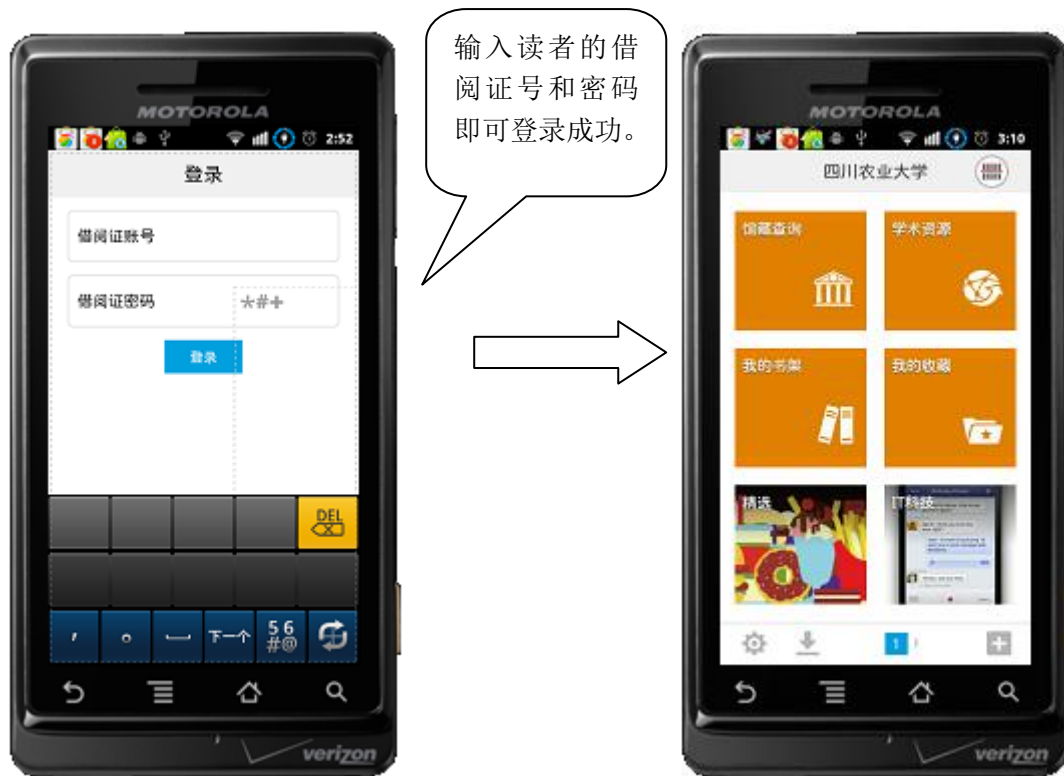 输入读者的借
阅证号和密码
即可登录成功。
MOTOROLA
2:52
登录
借阅证账号
借阅证密码
*#+
登录
DEL
，
。
下一个
5 6
#@
verizon
MOTOROLA
3:10
四川农业大学
馆藏查询
学术资源
我的书架
我的收藏
精选
IT科技
1
verizon